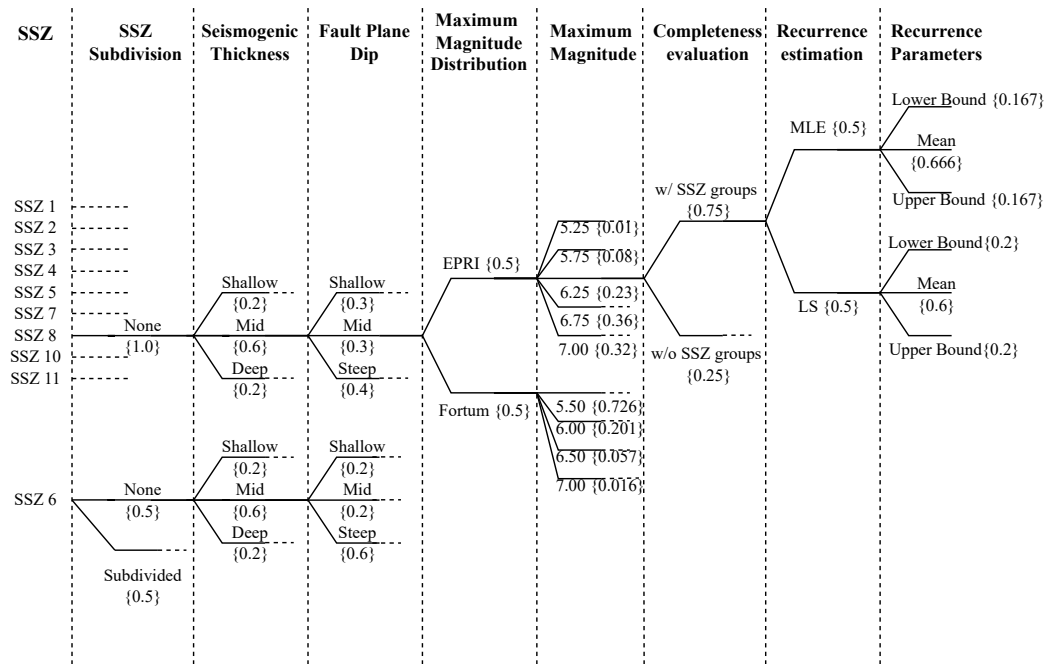 SSZ
SSZ
Subdivision
Seismogenic
Thickness
Fault Plane
Dip
Maximum
Magnitude
Distribution
Maximum
Magnitude
Completeness
evaluation
Recurrence
estimation
Recurrence
Parameters
SSZ 1
SSZ 2
SSZ 3
SSZ 4
SSZ 5
SSZ 7
SSZ 8
SSZ 10
SSZ 11
None
{1.0}
Shallow
{0.2}
Mid
{0.6}
Deep
{0.2}
Shallow
{0.3}
Mid
{0.3}
Steep
{0.4}
EPRI {0.5}
Fortum {0.5}
5.25 {0.01}
5.75 {0.08}
6.25 {0.23}
6.75 {0.36}
7.00 {0.32}
5.50 {0.726}
6.00 {0.201}
6.50 {0.057}
7.00 {0.016}
w/ SSZ groups
{0.75}
w/o SSZ groups
{0.25}
MLE {0.5}
LS {0.5}
Lower Bound {0.167}
Mean
{0.666}
Upper Bound {0.167}
Lower Bound{0.2}
Mean
{0.6}
Upper Bound{0.2}
SSZ 6
None
{0.5}
Subdivided
{0.5}
Shallow
{0.2}
Mid
{0.6}
Deep
{0.2}
Shallow
{0.2}
Mid
{0.2}
Steep
{0.6}